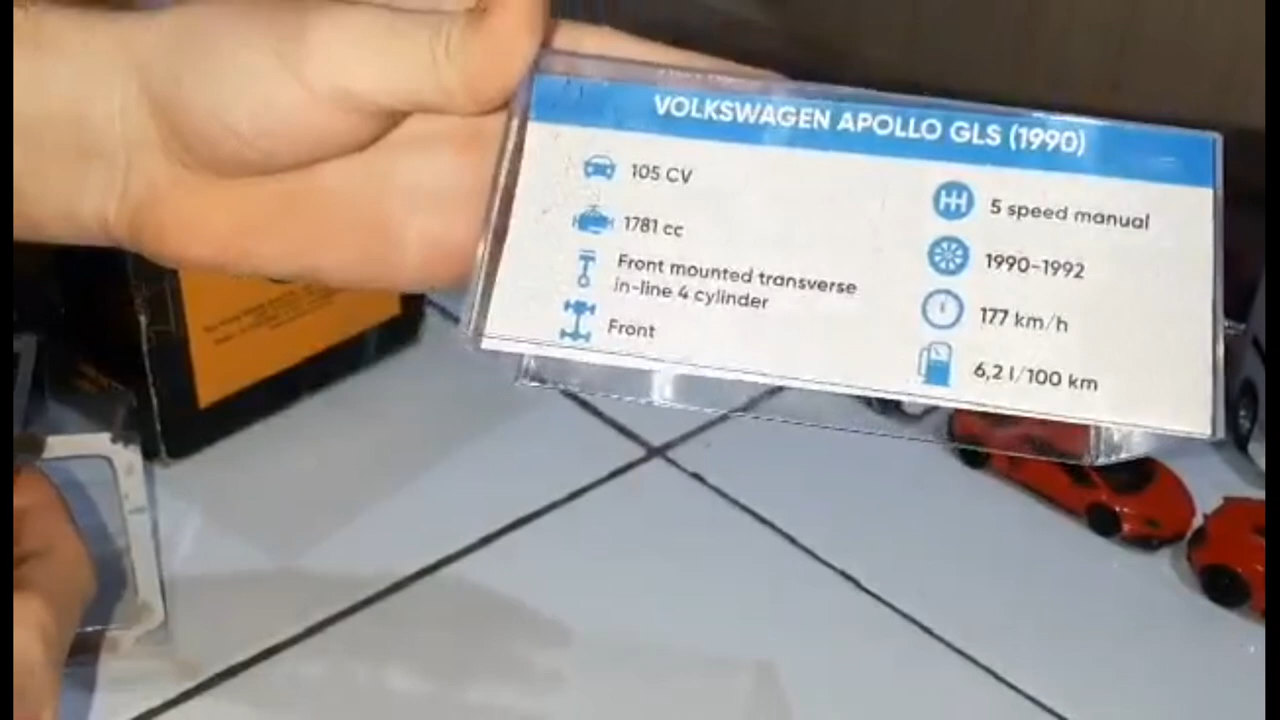 VOLKSWAGEN APOLLO GLS (1990)
105 CV
1781 cc
Front mounted transverse
in-line 4 cylinder
Front
5 speed manual
1990-1992
177 km/h
6,2 l/100 km